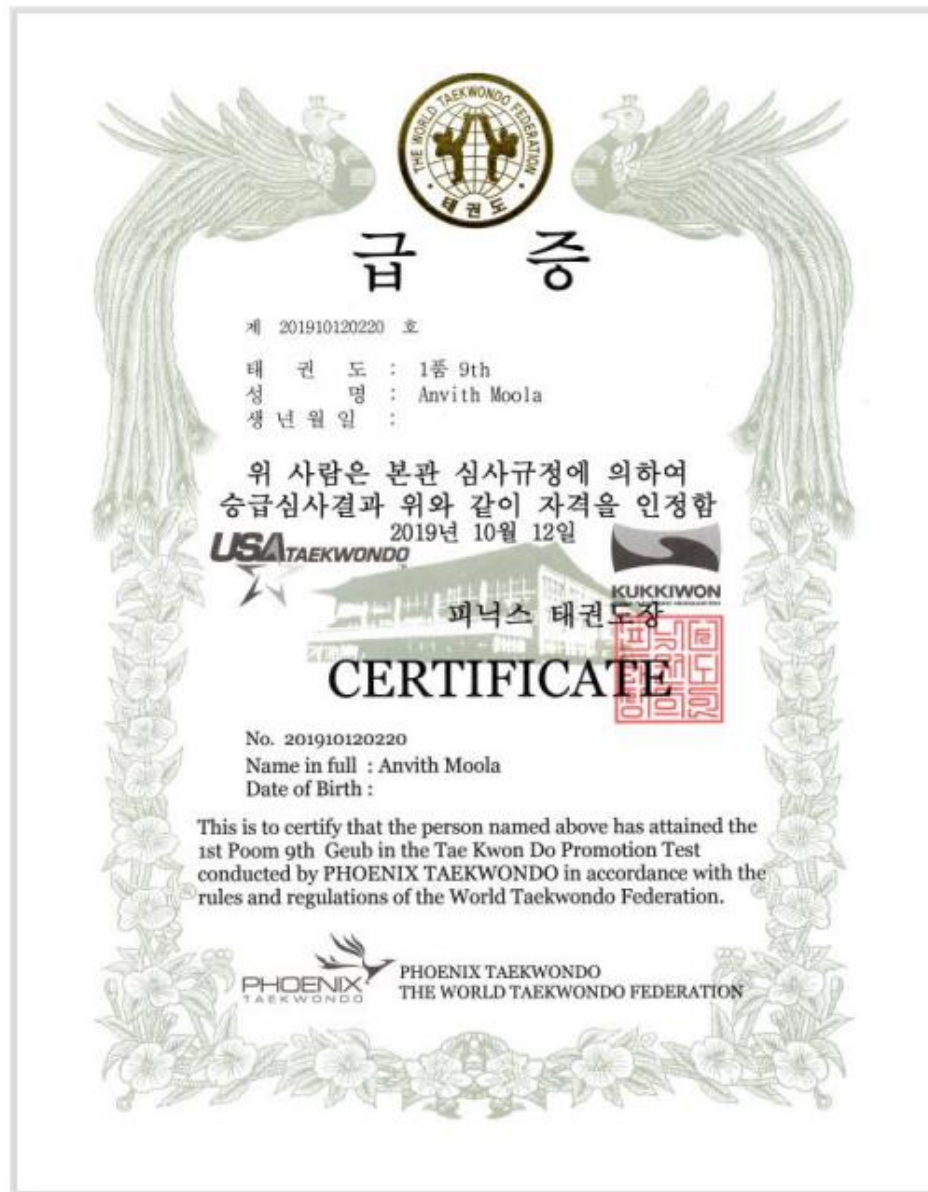 THE WORLD TAEKWONDO FEDERATION
태권도
급 증
제 201910120220 호
태 권 도 : 1품 9th
성 명 : Anvith Moola
생 년 월 일 :
위 사람은 본관 심사규정에 의하여
승급심사결과 위와 같이 자격을 인정함
2019년 10월 12일
USA TAEKWONDO
KUKKIWON
피닉스 태권도장
CERTIFICATE
No. 201910120220
Name in full : Anvith Moola
Date of Birth :
This is to certify that the person named above has attained the
1st Poom 9th Geub in the Tae Kwon Do Promotion Test
conducted by PHOENIX TAEKWONDO in accordance with the
rules and regulations of the World Taekwondo Federation.
PHOENIX
TAEKWONDO
PHOENIX TAEKWONDO
THE WORLD TAEKWONDO FEDERATION